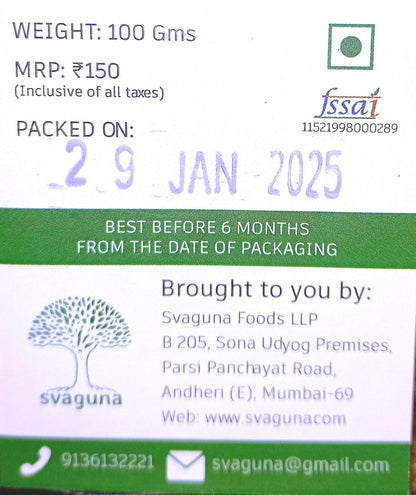 WEIGHT: 100 Gms
MRP: ₹150
(Inclusive of all taxes)
fssai
11521998000289
PACKED ON:
29 JAN 2025
BEST BEFORE 6 MONTHS
FROM THE DATE OF PACKAGING
Brought to you by:
Svaguna Foods LLP
B 205, Sona Udyog Premises,
Parsi Panchayat Road,
Andheri (E), Mumbai-69
Web: www.svagunacom
svaguna
9136132221
svaguna@gmail.com